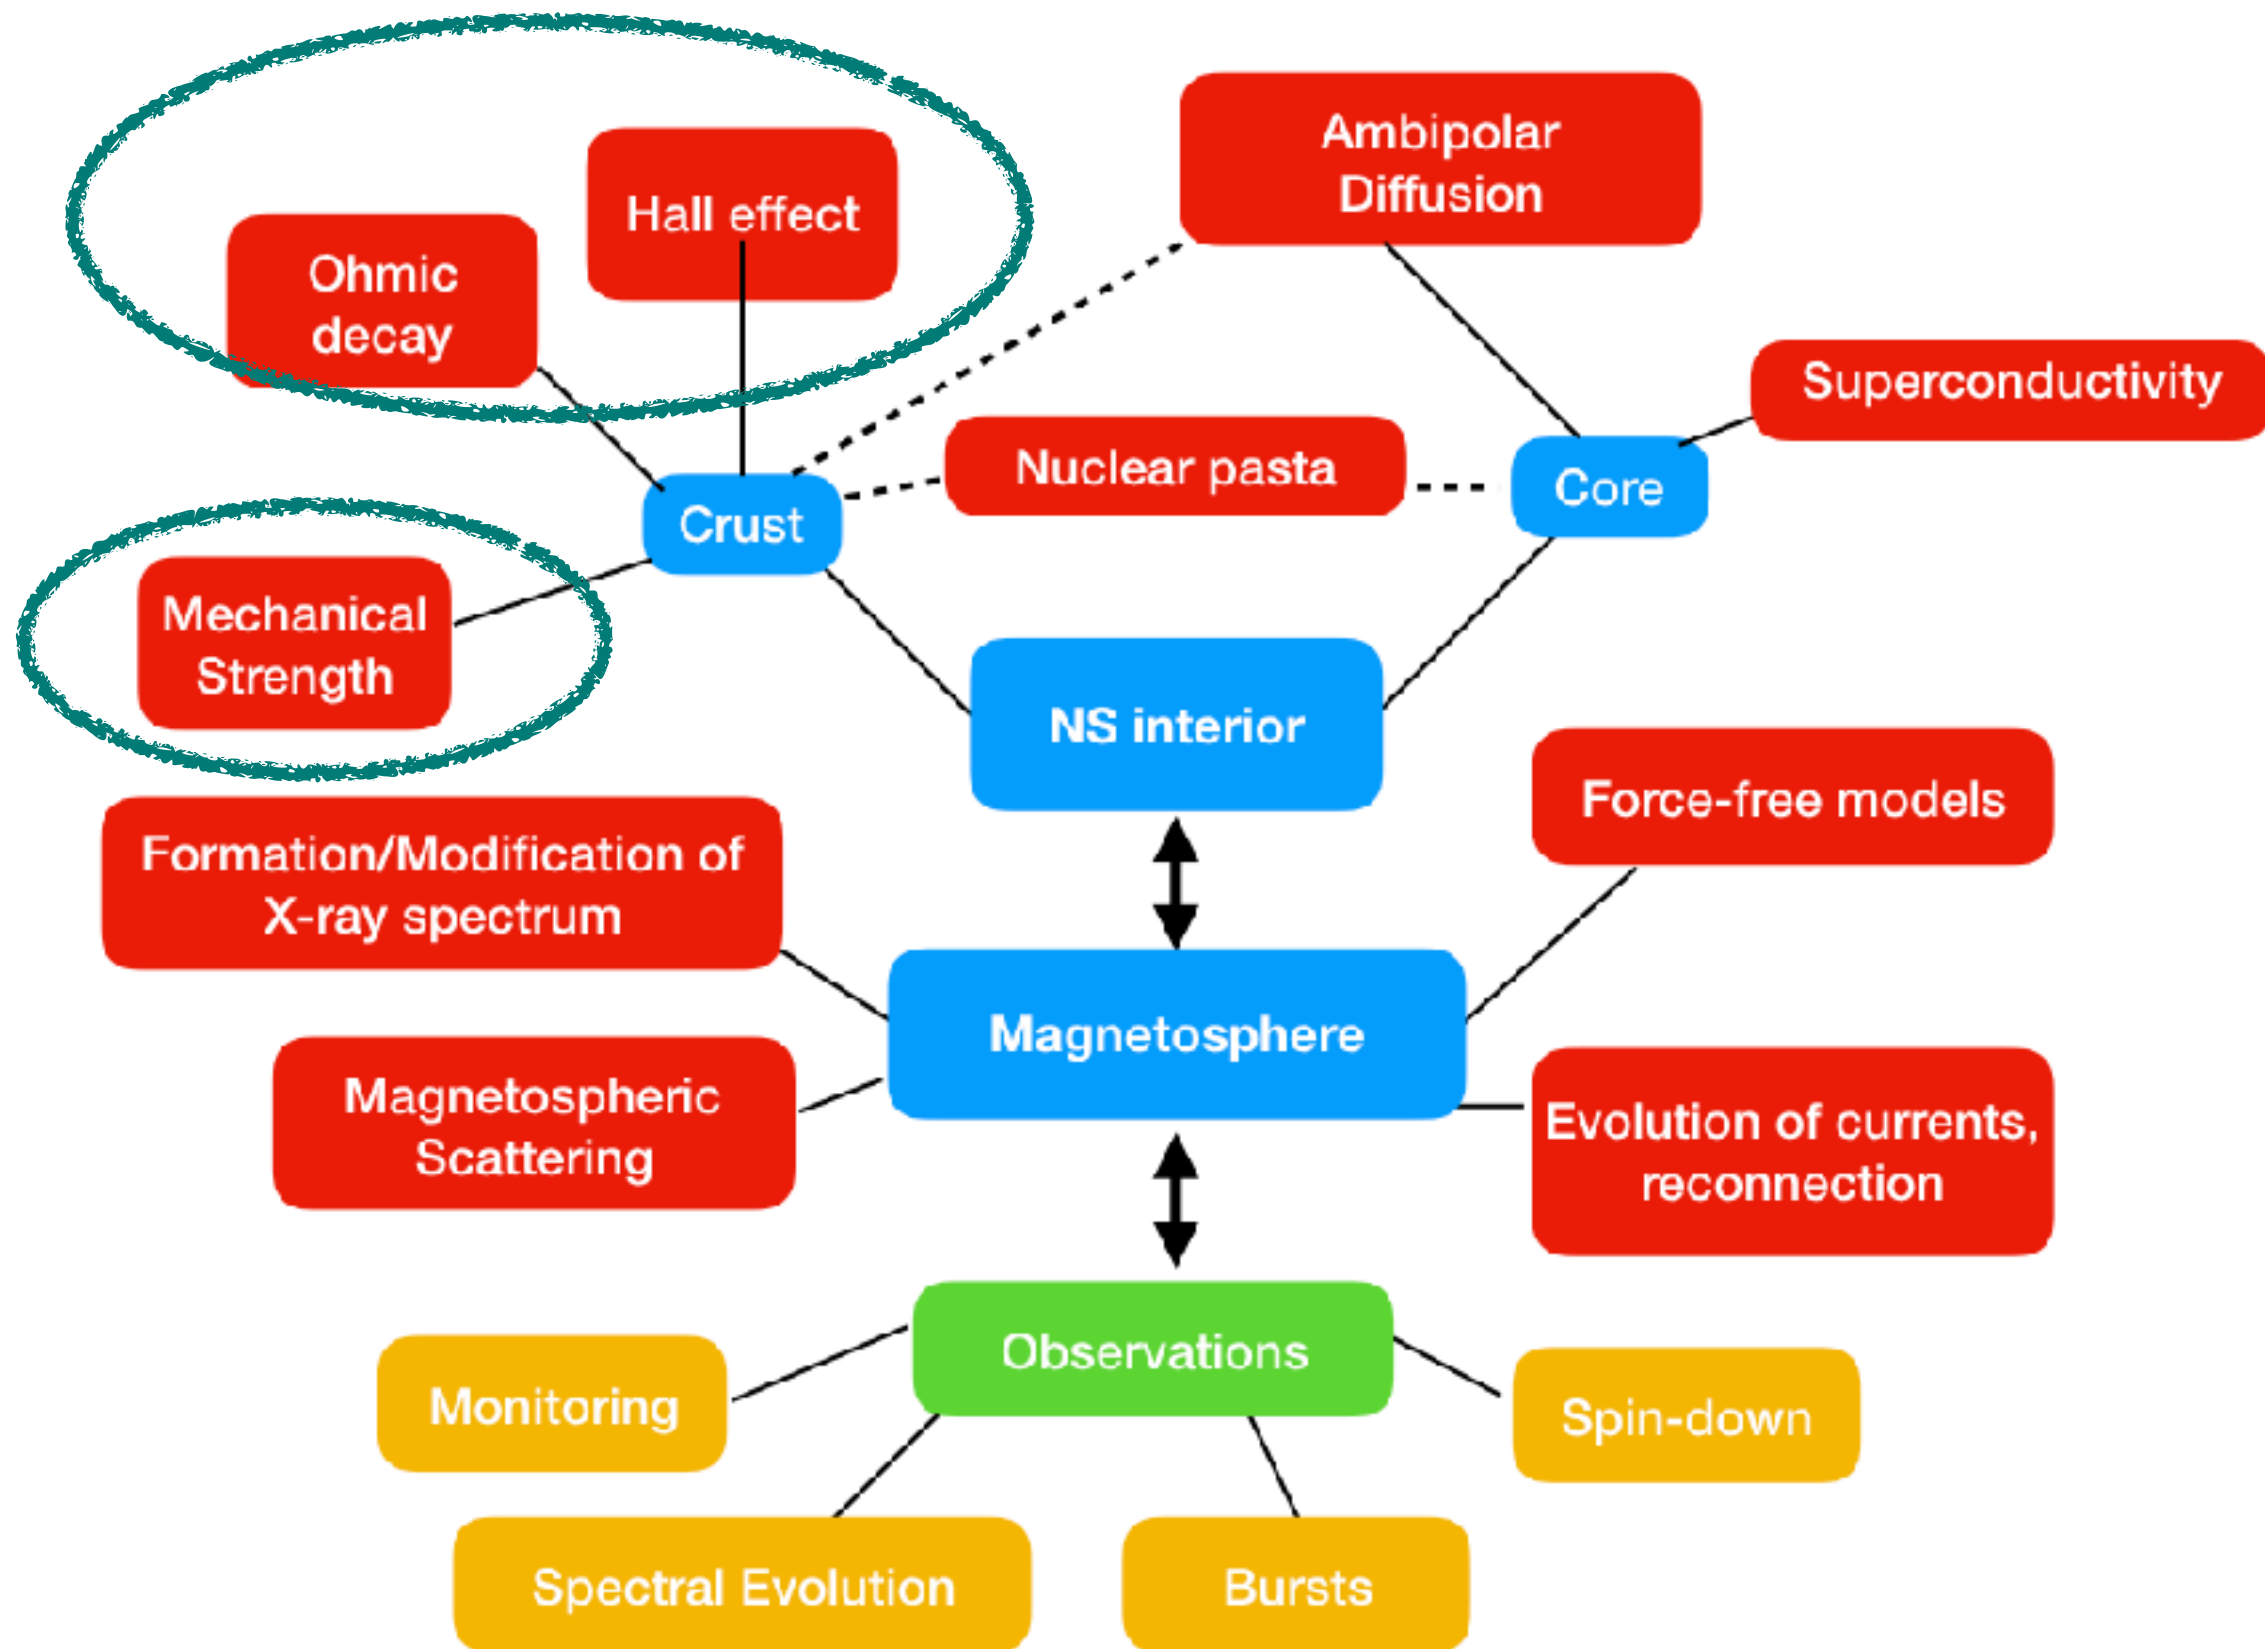 Ambipolar
Diffusion
Hall effect
Ohmic
decay
Superconductivity
Nuclear pasta
Core
Crust
Mechanical
Strength
NS interior
Force-free models
Formation/Modification of
X-ray spectrum
Magnetosphere
Magnetospheric
Scattering
Evolution of currents,
reconnection
Observations
Monitoring
Spin-down
Spectral Evolution
Bursts